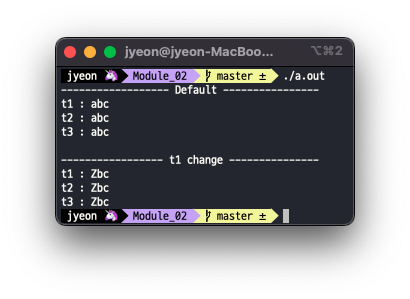 jyeon@jyeon-MacBoo... ⌥⌘2
jyeon 🦄 Module_02 master ± ./a.out
----------------- Default ---------------
t1 : abc
t2 : abc
t3 : abc
---------------- t1 change --------------
t1 : Zbc
t2 : Zbc
t3 : Zbc
jyeon 🦄 Module_02 master ±